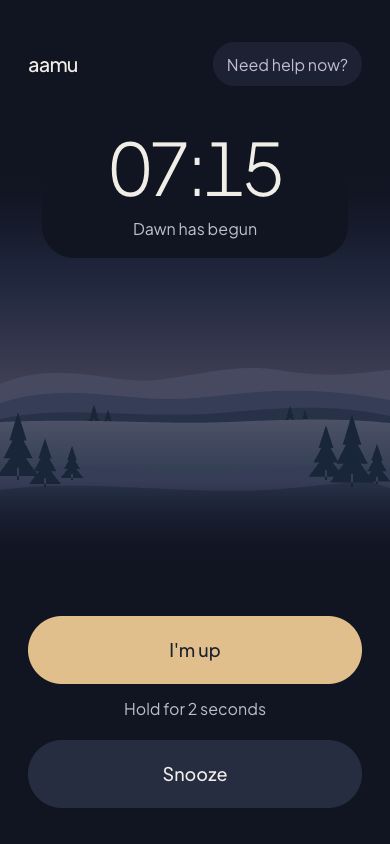 aamu
Need help now?
07:15
Dawn has begun
I'm up
Hold for 2 seconds
Snooze